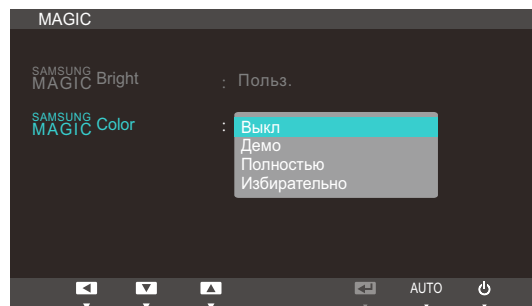 MAGIC
SAMSUNG
MAGIC Bright : Польз.
SAMSUNG
MAGIC Color : Выкл
Демо
Полностью
Избирательно
AUTO